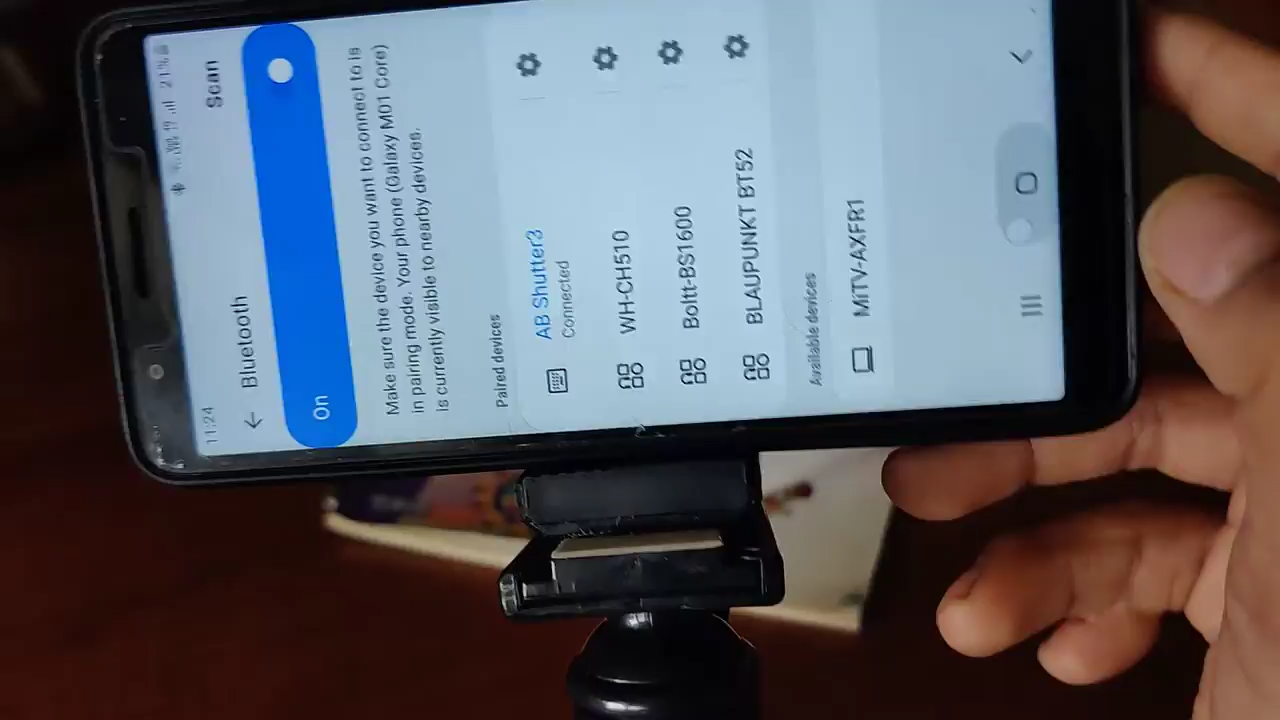 11:24
21%
Bluetooth
Scan
On
Make sure the device you want to connect to is
in pairing mode. Your phone (Galaxy M01 Core)
is currently visible to nearby devices.
Paired devices
AB Shutter3
Connected
WH-CH510
Boltt-BS1600
BLAUPUNKT BT52
Available devices
MiTV-AXFR1